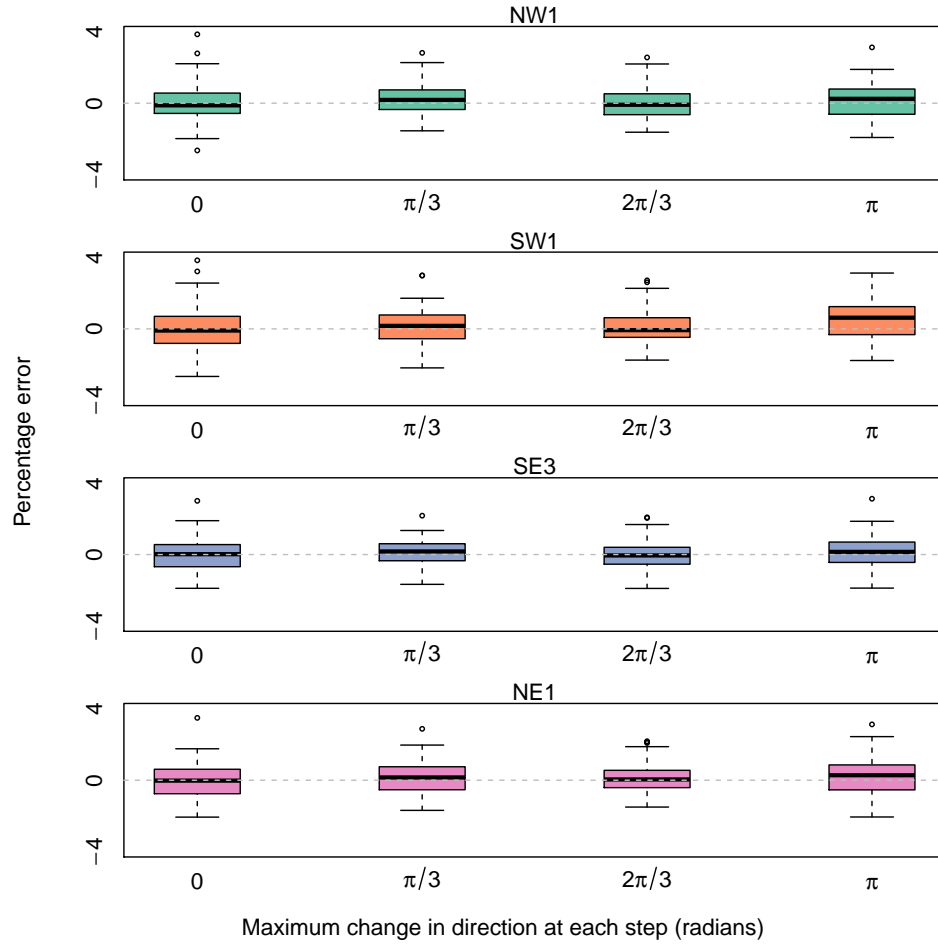 NW1
4
0
−4
0 π/3 2π/3 π
SW1
4
0
−4
0 π/3 2π/3 π
SE3
4
0
−4
0 π/3 2π/3 π
NE1
4
0
−4
0 π/3 2π/3 π
Percentage error
Maximum change in direction at each step (radians)